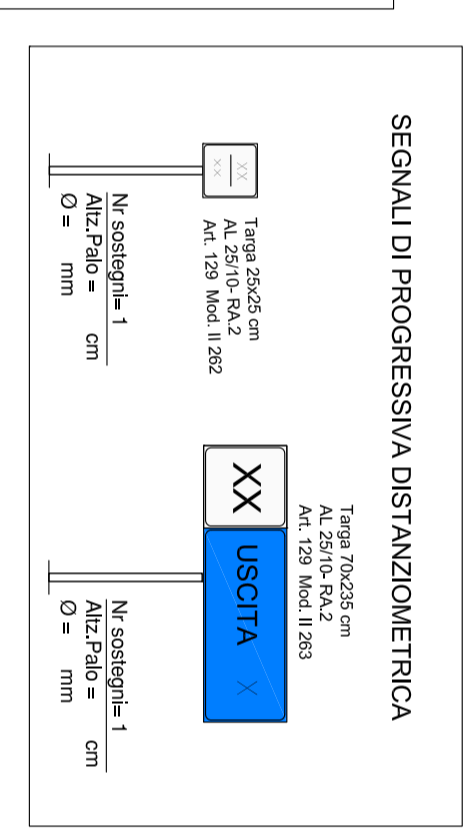 SEGNALI DI PROGRESSIVA DISTANZIOMETRICA
Targa 25x25 cm
AL 25/10- RA.2
Art. 129 Mod. II 262
XX
XX
Nr sostegni= 1
Altz.Palo = cm
Ø = mm
Targa 70x235 cm
AL 25/10- RA.2
Art. 129 Mod. II 263
XX USCITA X
Nr sostegni= 1
Altz.Palo = cm
Ø = mm